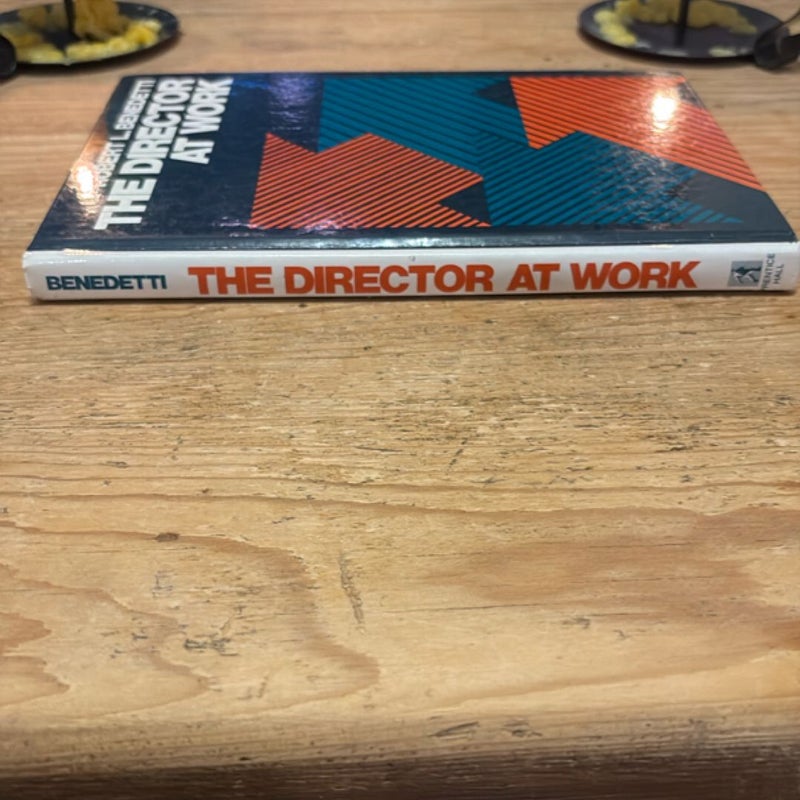 ROBERT L. BENEDETTI
THE DIRECTOR
AT WORK
BENEDETTI THE DIRECTOR AT WORK PRENTICE
HALL